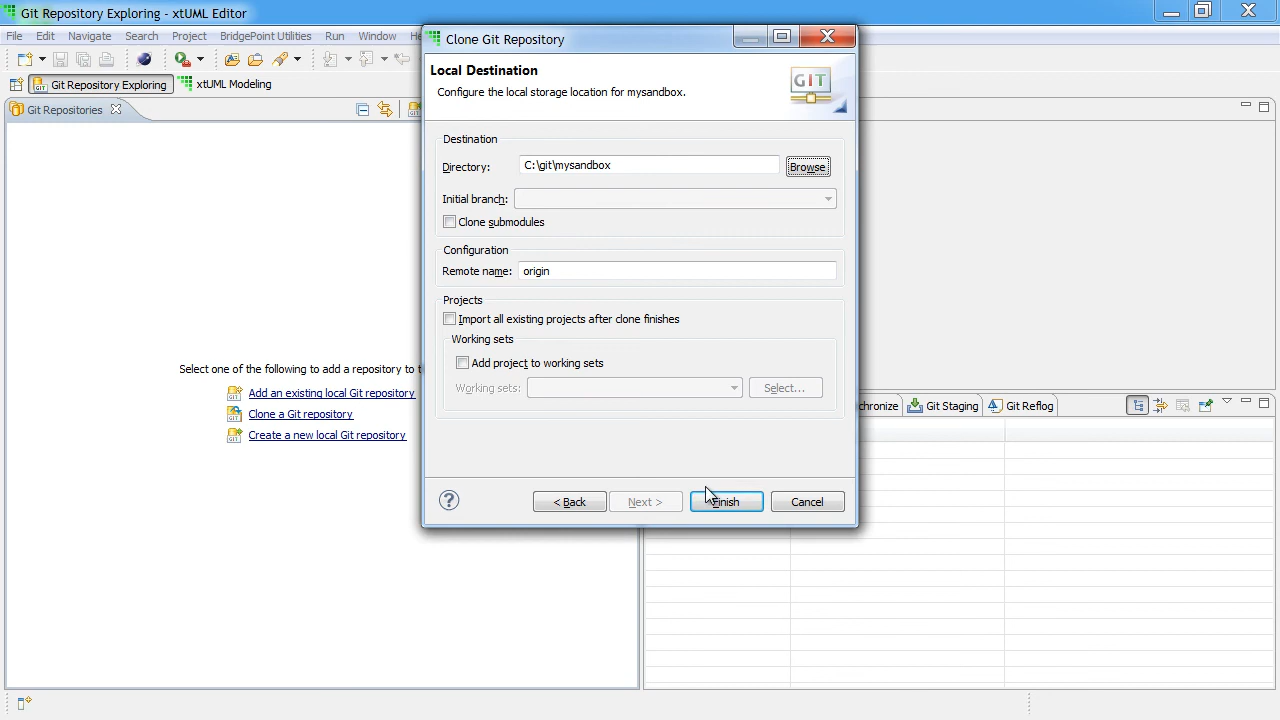 Git Repository Exploring - xtUML Editor
File Edit Navigate Search Project BridgePoint Utilities Run Window
Git Repository Exploring xtUML Modeling
Git Repositories
Select one of the following to add a repository to
Add an existing local Git repository
Clone a Git repository
Create a new local Git repository
Clone Git Repository
Local Destination
Configure the local storage location for mysandbox.
GIT
Destination
Directory: C:\git\mysandbox Browse
Initial branch:
Clone submodules
Configuration
Remote name: origin
Projects
Import all existing projects after clone finishes
Working sets
Add project to working sets
Working sets: Select...
? < Back Next > Finish Cancel
Git Staging Git Reflog